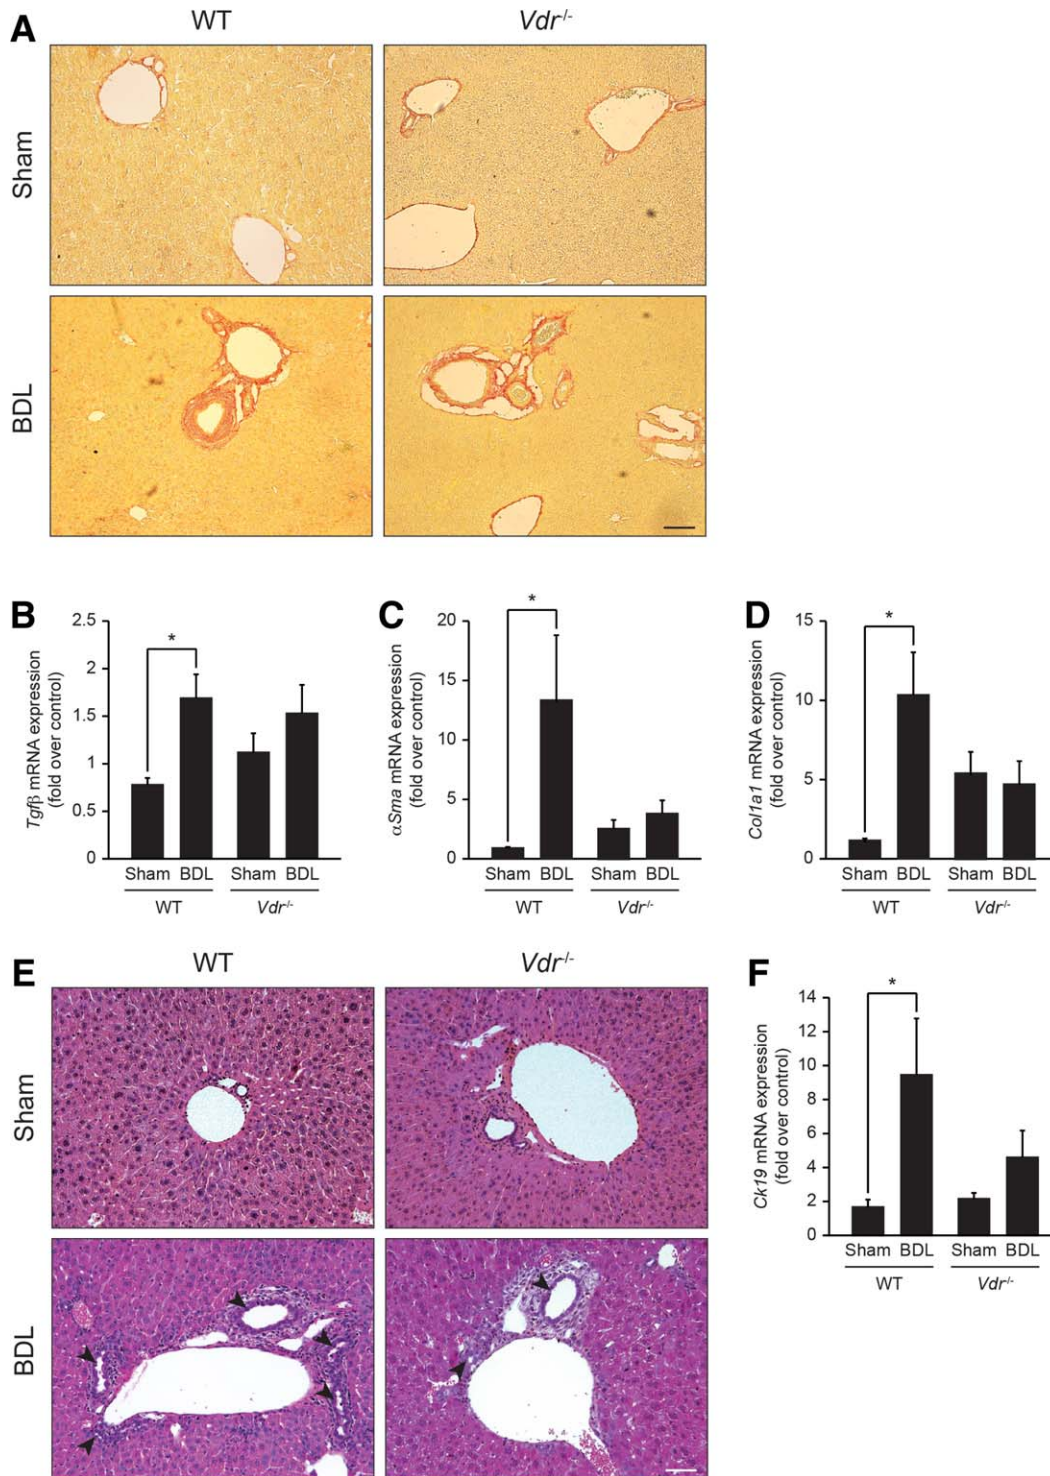 A
WT
Vdr-/-
Sham
BDL
B
Tgfβ mRNA expression
(fold over control)
2.5
2
1.5
1
0.5
0
*
Sham BDL Sham BDL
WT
Vdr-/-
C
αSma mRNA expression
(fold over control)
20
15
10
5
0
*
Sham BDL Sham BDL
WT
Vdr-/-
D
Col1a1 mRNA expression
(fold over control)
15
10
5
0
*
Sham BDL Sham BDL
WT
Vdr-/-
E
WT
Vdr-/-
Sham
BDL
F
Ck19 mRNA expression
(fold over control)
14
12
10
8
6
4
2
0
*
Sham BDL Sham BDL
WT
Vdr-/-